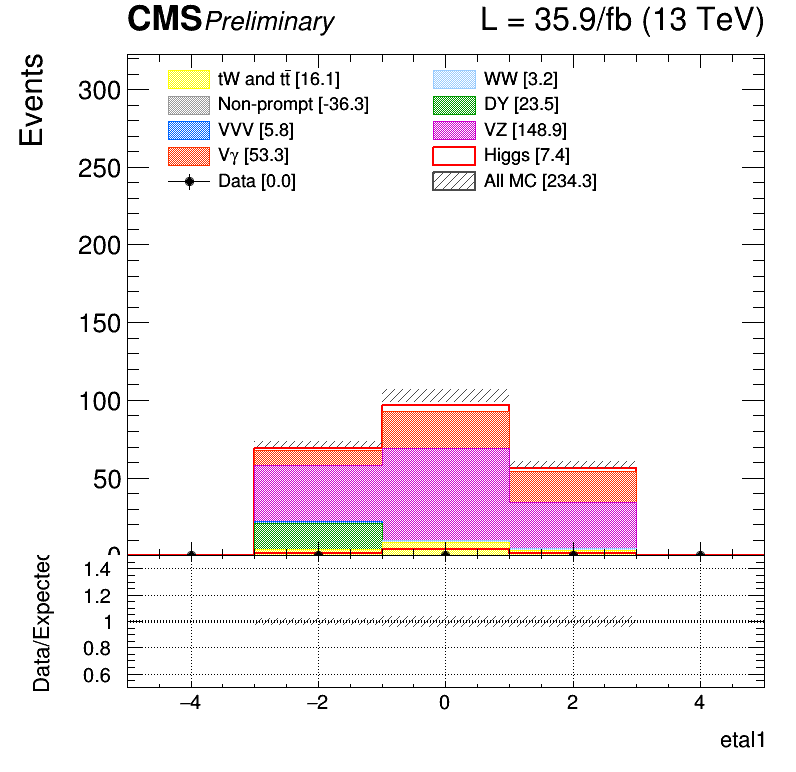 CMS Preliminary L = 35.9/fb (13 TeV)
Events
tW and tt̄ [16.1]
Non-prompt [-36.3]
VVV [5.8]
Vγ [53.3]
Data [0.0]
WW [3.2]
DY [23.5]
VZ [148.9]
Higgs [7.4]
All MC [234.3]
300
250
200
150
100
50
0
Data/Expected
1.4
1.2
1
0.8
0.6
−4 −2 0 2 4
etal1